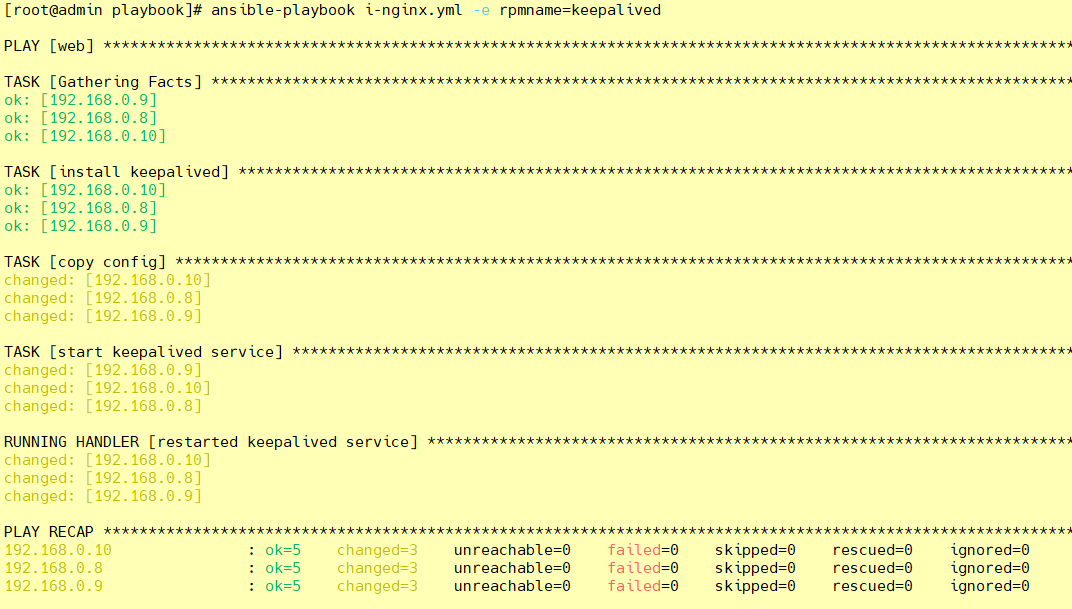 [root@admin playbook]# ansible-playbook i-nginx.yml -e rpmname=keepalived
PLAY [web] ***********************************************************************************************************
TASK [Gathering Facts] ***********************************************************************************************
ok: [192.168.0.9]
ok: [192.168.0.8]
ok: [192.168.0.10]
TASK [install keepalived] ********************************************************************************************
ok: [192.168.0.10]
ok: [192.168.0.8]
ok: [192.168.0.9]
TASK [copy config] ***************************************************************************************************
changed: [192.168.0.10]
changed: [192.168.0.8]
changed: [192.168.0.9]
TASK [start keepalived service] **************************************************************************************
changed: [192.168.0.9]
changed: [192.168.0.10]
changed: [192.168.0.8]
RUNNING HANDLER [restarted keepalived service] ***********************************************************************
changed: [192.168.0.10]
changed: [192.168.0.8]
changed: [192.168.0.9]
PLAY RECAP ***********************************************************************************************************
192.168.0.10 : ok=5 changed=3 unreachable=0 failed=0 skipped=0 rescued=0 ignored=0
192.168.0.8 : ok=5 changed=3 unreachable=0 failed=0 skipped=0 rescued=0 ignored=0
192.168.0.9 : ok=5 changed=3 unreachable=0 failed=0 skipped=0 rescued=0 ignored=0